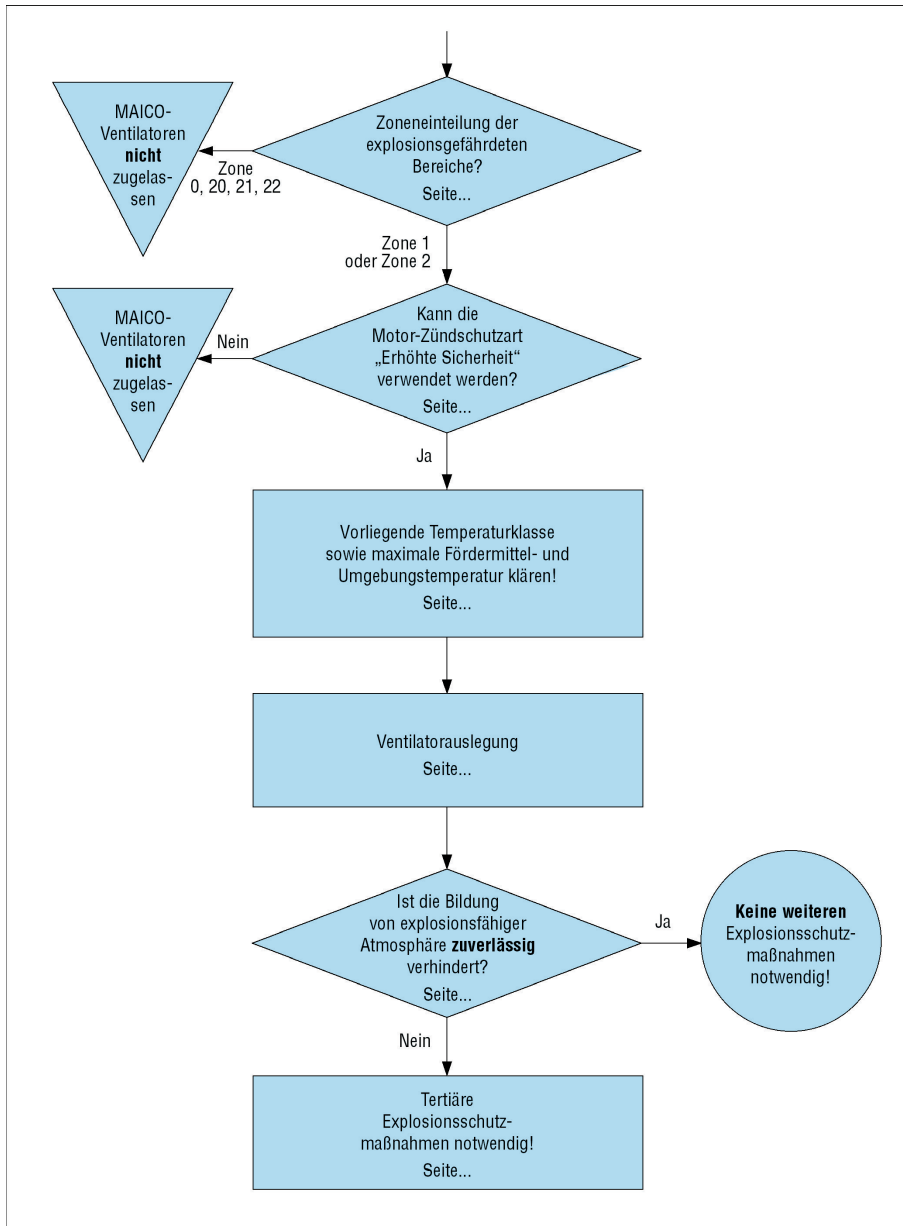 Zoneneinteilung der
explosionsgefährdeten
Bereiche?
Seite...
MAICO-
Ventilatoren
nicht
zugelas-
sen
Zone
0, 20, 21, 22
Zone 1
oder Zone 2
Kann die
Motor-Zündschutzart
„Erhöhte Sicherheit“
verwendet werden?
Seite...
Nein
MAICO-
Ventilatoren
nicht
zugelas-
sen
Ja
Vorliegende Temperaturklasse
sowie maximale Fördermittel- und
Umgebungstemperatur klären!
Seite...
Ventilatorauslegung
Seite...
Ist die Bildung
von explosionsfähiger
Atmosphäre zuverlässig
verhindert?
Seite...
Ja
Keine weiteren
Explosionsschutz-
maßnahmen
notwendig!
Nein
Tertiäre
Explosionsschutz-
maßnahmen notwendig!
Seite...